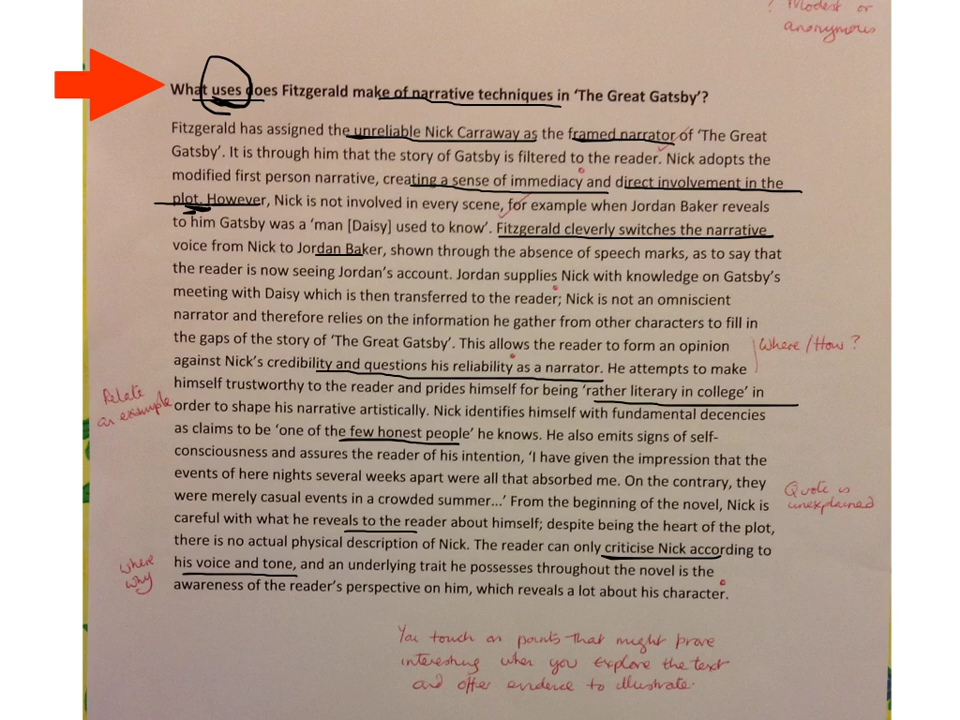 ? Modest or
anonymous
What uses does Fitzgerald make of narrative techniques in ‘The Great Gatsby’?
Fitzgerald has assigned the unreliable Nick Carraway as the framed narrator of ‘The Great
Gatsby’. It is through him that the story of Gatsby is filtered to the reader. Nick adopts the
modified first person narrative, creating a sense of immediacy and direct involvement in the
plot. However, Nick is not involved in every scene, for example when Jordan Baker reveals
to him Gatsby was a ‘man [Daisy] used to know’. Fitzgerald cleverly switches the narrative
voice from Nick to Jordan Baker, shown through the absence of speech marks, as to say that
the reader is now seeing Jordan’s account. Jordan supplies Nick with knowledge on Gatsby’s
meeting with Daisy which is then transferred to the reader; Nick is not an omniscient
narrator and therefore relies on the information he gather from other characters to fill in
the gaps of the story of ‘The Great Gatsby’. This allows the reader to form an opinion
Where/How?
against Nick’s credibility and questions his reliability as a narrator. He attempts to make
himself trustworthy to the reader and prides himself for being ‘rather literary in college’ in
Relate
an example
order to shape his narrative artistically. Nick identifies himself with fundamental decencies
as claims to be ‘one of the few honest people’ he knows. He also emits signs of self-
consciousness and assures the reader of his intention, ‘I have given the impression that the
events of here nights several weeks apart were all that absorbed me. On the contrary, they
were merely casual events in a crowded summer...’ From the beginning of the novel, Nick is
Quote is
unexplained
careful with what he reveals to the reader about himself; despite being the heart of the plot,
there is no actual physical description of Nick. The reader can only criticise Nick according to
his voice and tone, and an underlying trait he possesses throughout the novel is the
where
why
awareness of the reader’s perspective on him, which reveals a lot about his character.
You touch on points that might prove
interesting when you explore the text
and offer evidence to illustrate.